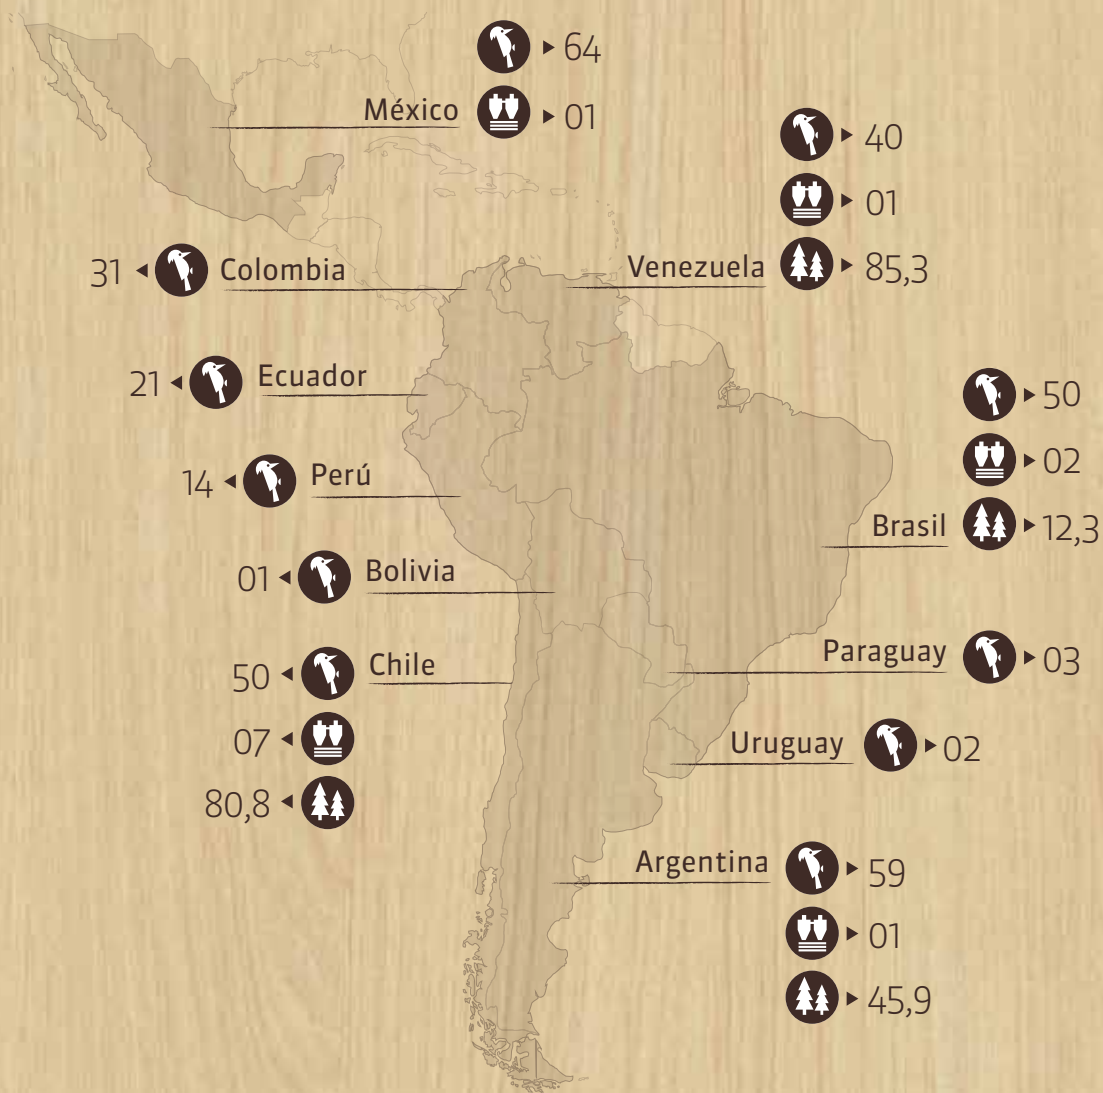 64
México
01
40
01
Venezuela
85,3
31
Colombia
21
Ecuador
50
02
Brasil
12,3
14
Perú
01
Bolivia
50
Chile
07
80,8
Paraguay
03
Uruguay
02
Argentina
59
01
45,9